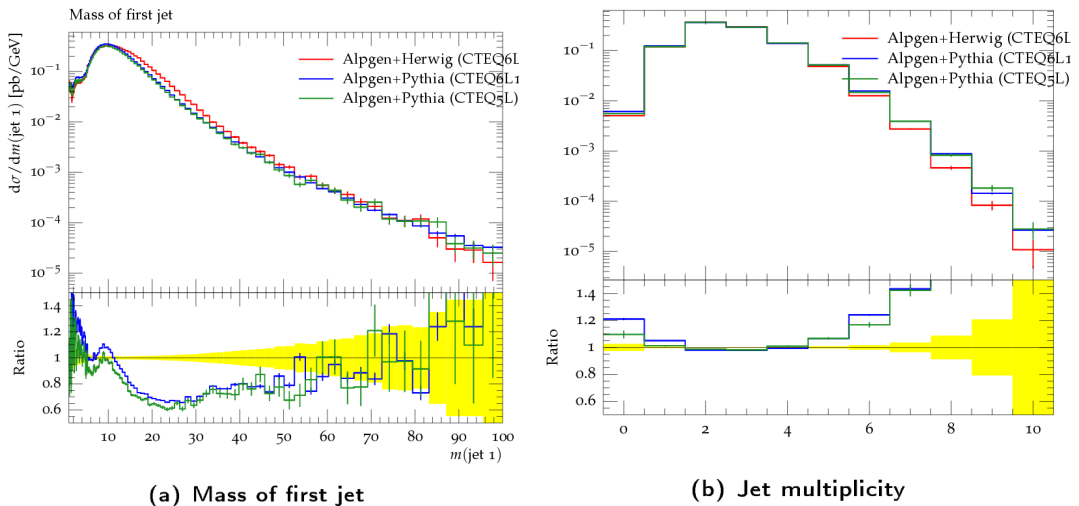 Mass of first jet
dσ/dm(jet 1) [pb/GeV]
10⁻¹
10⁻²
10⁻³
10⁻⁴
10⁻⁵
Alpgen+Herwig (CTEQ6L
Alpgen+Pythia (CTEQ6L1
Alpgen+Pythia (CTEQ5L)
Ratio
1.4
1.2
1
0.8
0.6
10 20 30 40 50 60 70 80 90 100
m(jet 1)
(a) Mass of first jet
10⁻¹
10⁻²
10⁻³
10⁻⁴
10⁻⁵
Alpgen+Herwig (CTEQ6L
Alpgen+Pythia (CTEQ6L1
Alpgen+Pythia (CTEQ5L)
Ratio
1.4
1.2
1
0.8
0.6
0 2 4 6 8 10
(b) Jet multiplicity